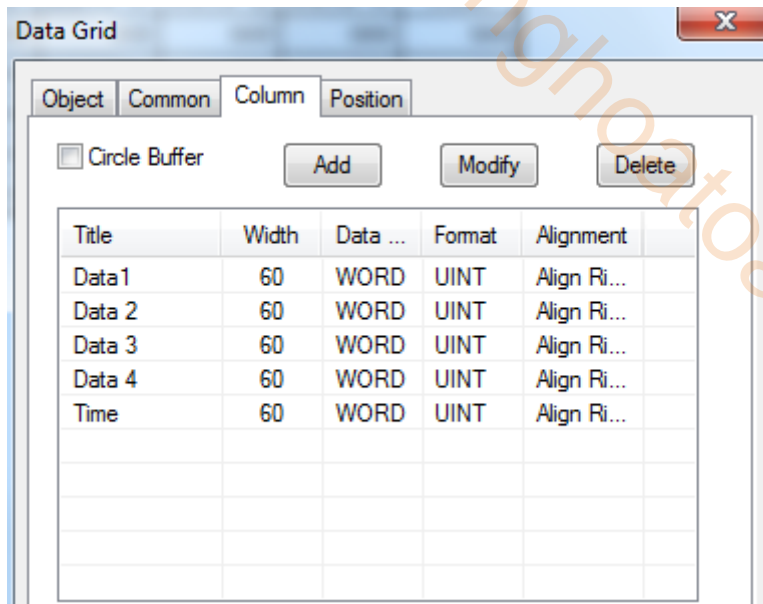 Data Grid
Object Common Column Position
Circle Buffer Add Modify Delete
Title Width Data ... Format Alignment
Data1 60 WORD UINT Align Ri...
Data 2 60 WORD UINT Align Ri...
Data 3 60 WORD UINT Align Ri...
Data 4 60 WORD UINT Align Ri...
Time 60 WORD UINT Align Ri...